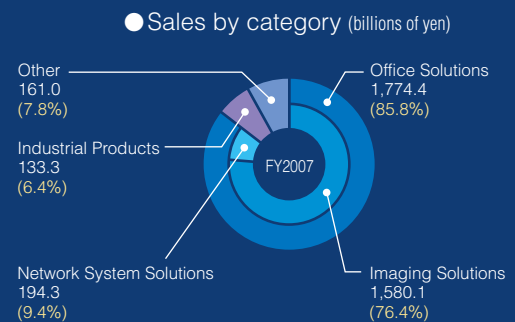 ●Sales by category (billions of yen)
Other
161.0
(7.8%)
Industrial Products
133.3
(6.4%)
Network System Solutions
194.3
(9.4%)
FY2007
Office Solutions
1,774.4
(85.8%)
Imaging Solutions
1,580.1
(76.4%)